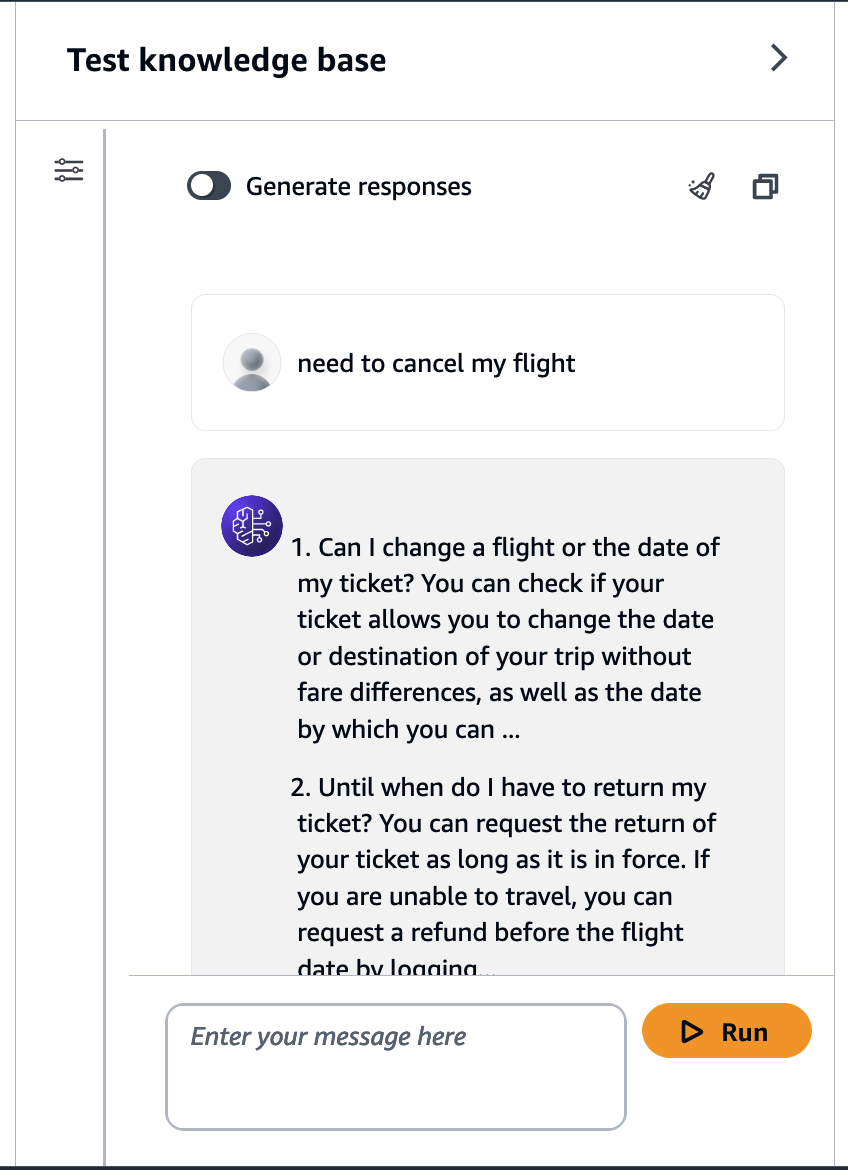 Test knowledge base
Generate responses
need to cancel my flight
1. Can I change a flight or the date of
my ticket? You can check if your
ticket allows you to change the date
or destination of your trip without
fare differences, as well as the date
by which you can ...
2. Until when do I have to return my
ticket? You can request the return of
your ticket as long as it is in force. If
you are unable to travel, you can
request a refund before the flight
date by logging...
Enter your message here
Run